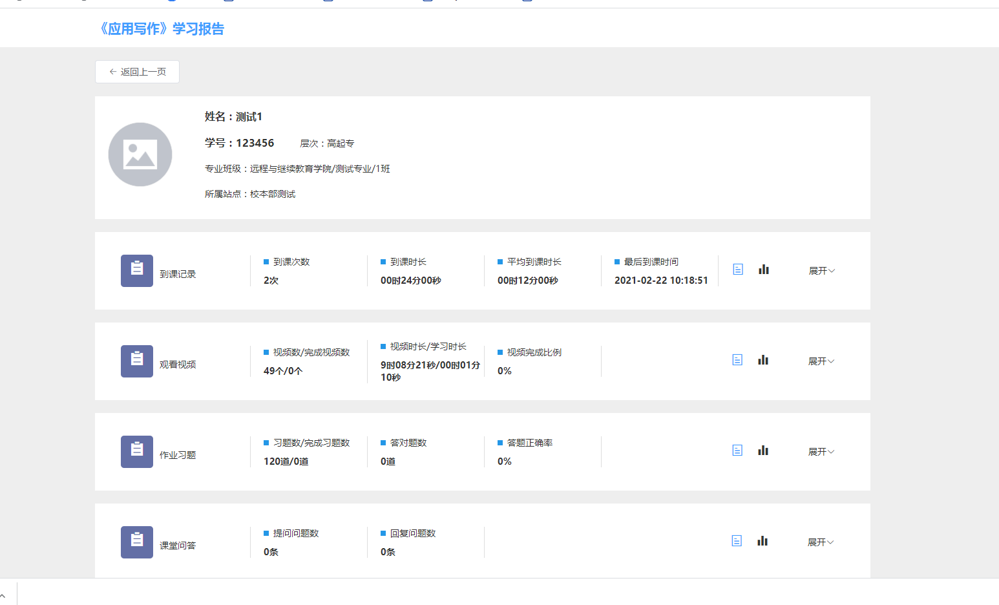 《应用写作》学习报告
返回上一页
姓名：测试1
学号：123456 层次：高起专
专业班级：远程与继续教育学院/测试专业/1班
所属站点：校本部测试
到课记录
到课次数
2次
到课时长
00时24分00秒
平均到课时长
00时12分00秒
最后到课时间
2021-02-22 10:18:51
展开
观看视频
视频数/完成视频数
49个/0个
视频时长/学习时长
9时08分21秒/00时01分
10秒
视频完成比例
0%
展开
作业习题
习题数/完成习题数
120道/0道
答对题数
0道
答题正确率
0%
展开
课堂问答
提问问题数
0条
回复问题数
0条
展开